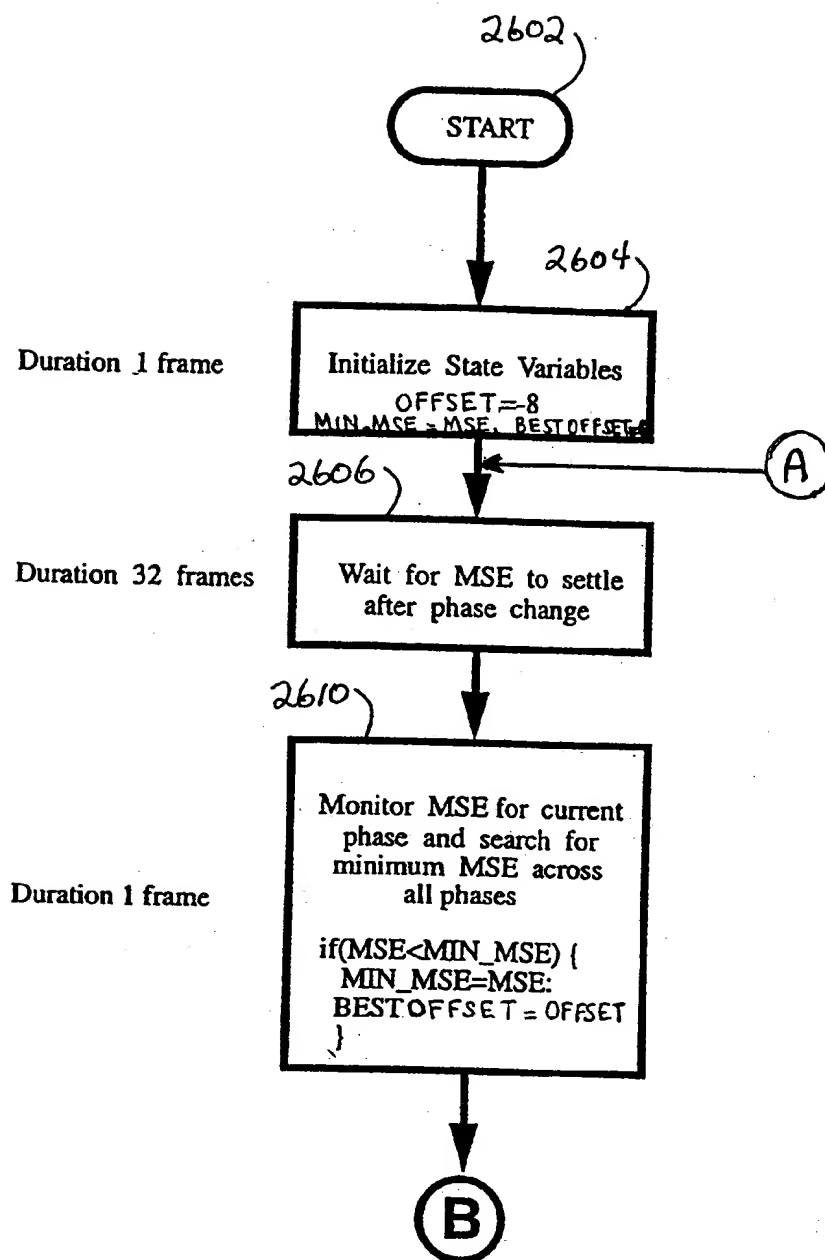 2602
START
2604
Duration 1 frame
Initialize State Variables
OFFSET=-8
MIN_MSE = MSE, BESTOFFSET=
A
2606
Duration 32 frames
Wait for MSE to settle
after phase change
2610
Duration 1 frame
Monitor MSE for current
phase and search for
minimum MSE across
all phases
if(MSE<MIN_MSE) {
MIN_MSE=MSE:
BESTOFFSET = OFFSET
}
B